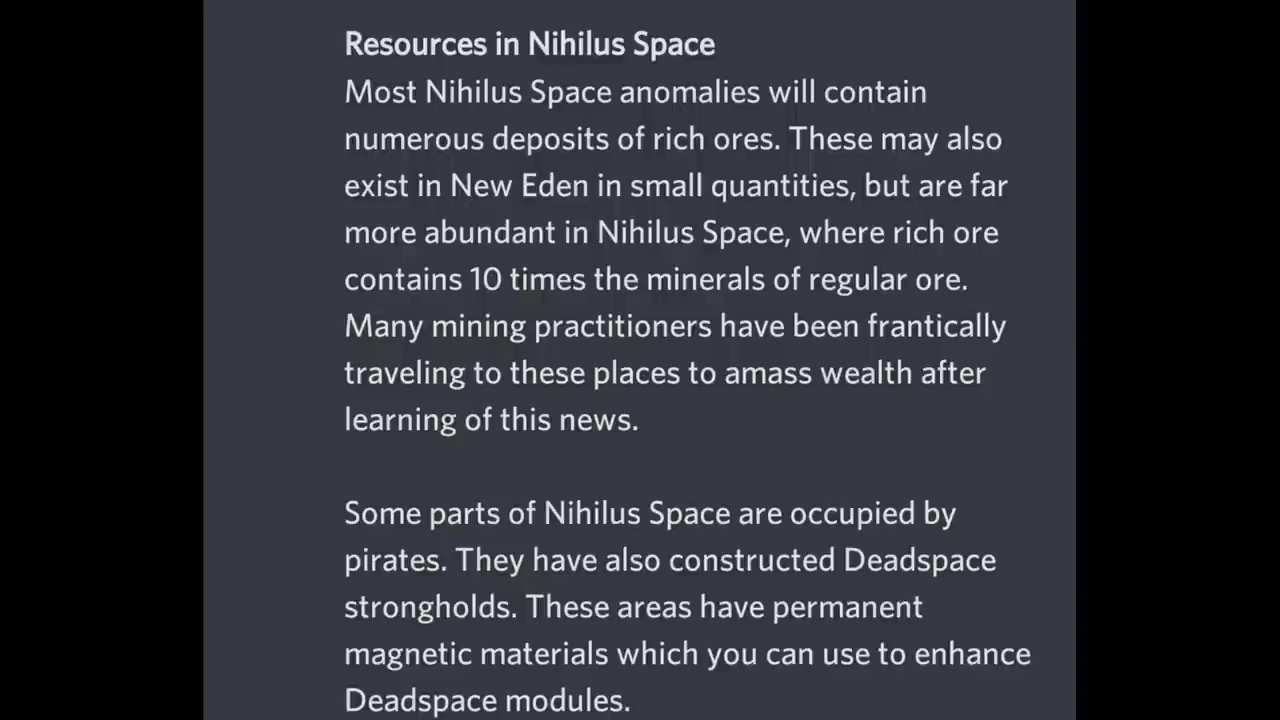 Resources in Nihilus Space
Most Nihilus Space anomalies will contain
numerous deposits of rich ores. These may also
exist in New Eden in small quantities, but are far
more abundant in Nihilus Space, where rich ore
contains 10 times the minerals of regular ore.
Many mining practitioners have been frantically
traveling to these places to amass wealth after
learning of this news.
Some parts of Nihilus Space are occupied by
pirates. They have also constructed Deadspace
strongholds. These areas have permanent
magnetic materials which you can use to enhance
Deadspace modules.